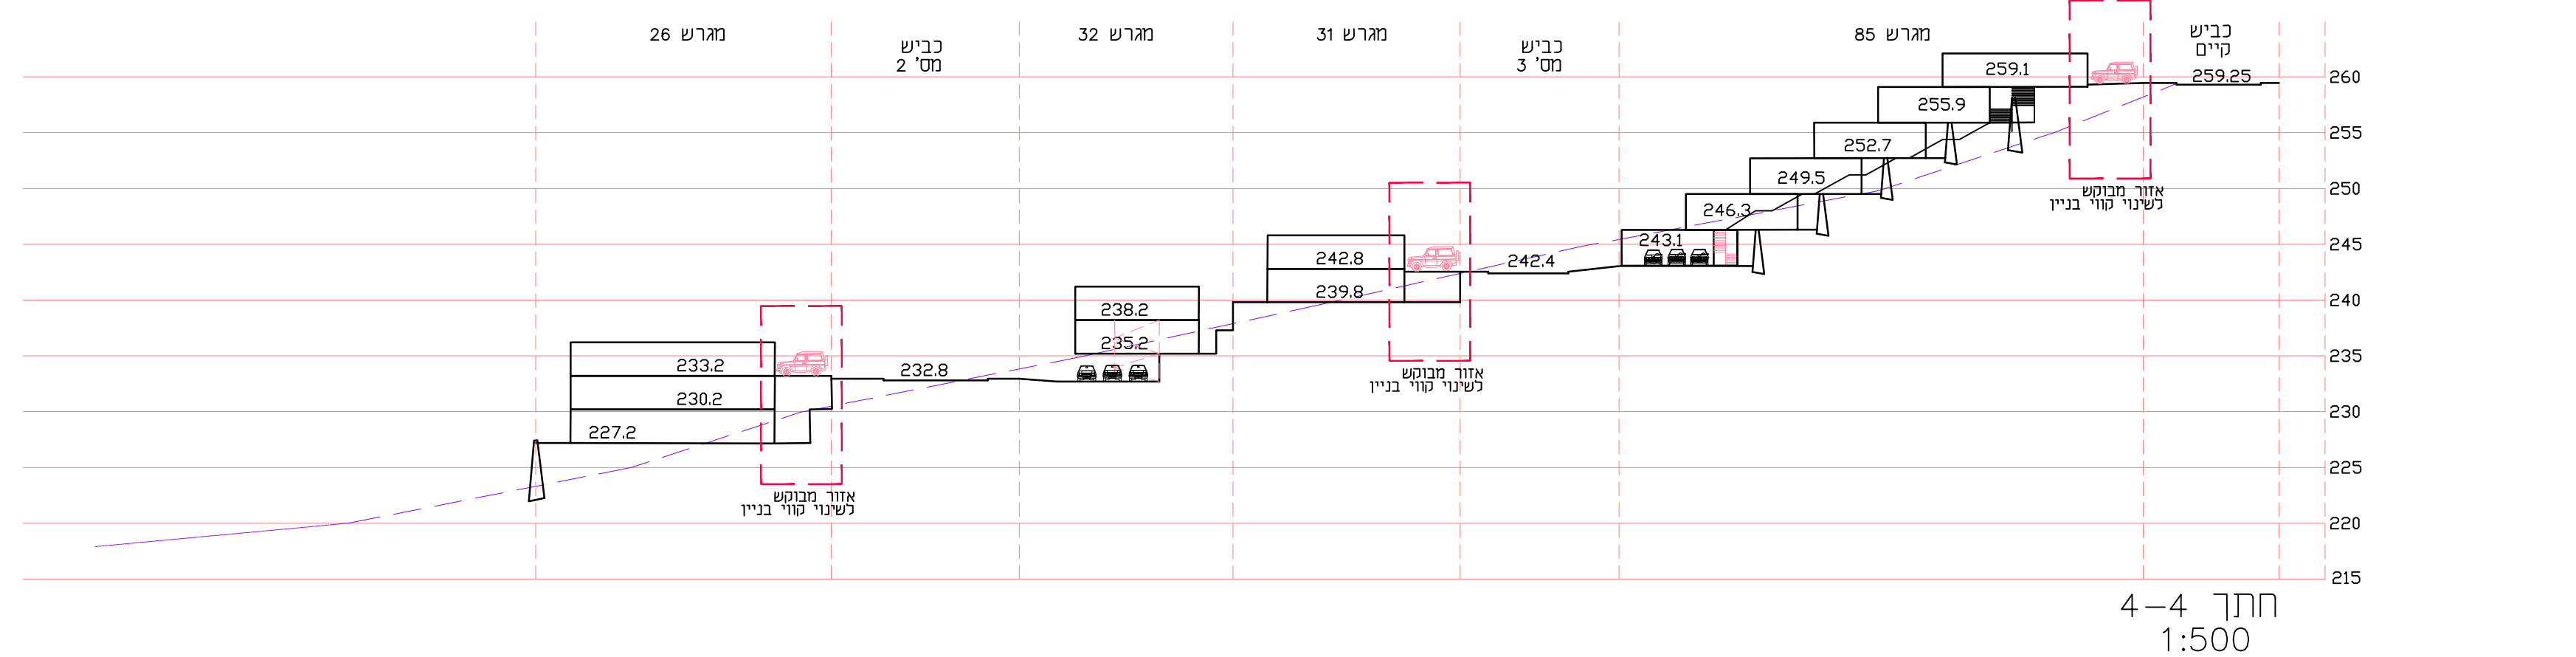 מגרש 26
כביש
מס' 2
מגרש 32
מגרש 31
כביש
מס' 3
מגרש 85
כביש
קיים
259.1
259.25
260
255.9
255
252.7
249.5
250
אזור מבוקש
לשינוי קווי בניין
246.3
243.1
245
242.8
242.4
239.8
240
238.2
235.2
235
אזור מבוקש
לשינוי קווי בניין
233.2
232.8
230.2
230
227.2
225
אזור מבוקש
לשינוי קווי בניין
220
215
חתך 4-4
1:500